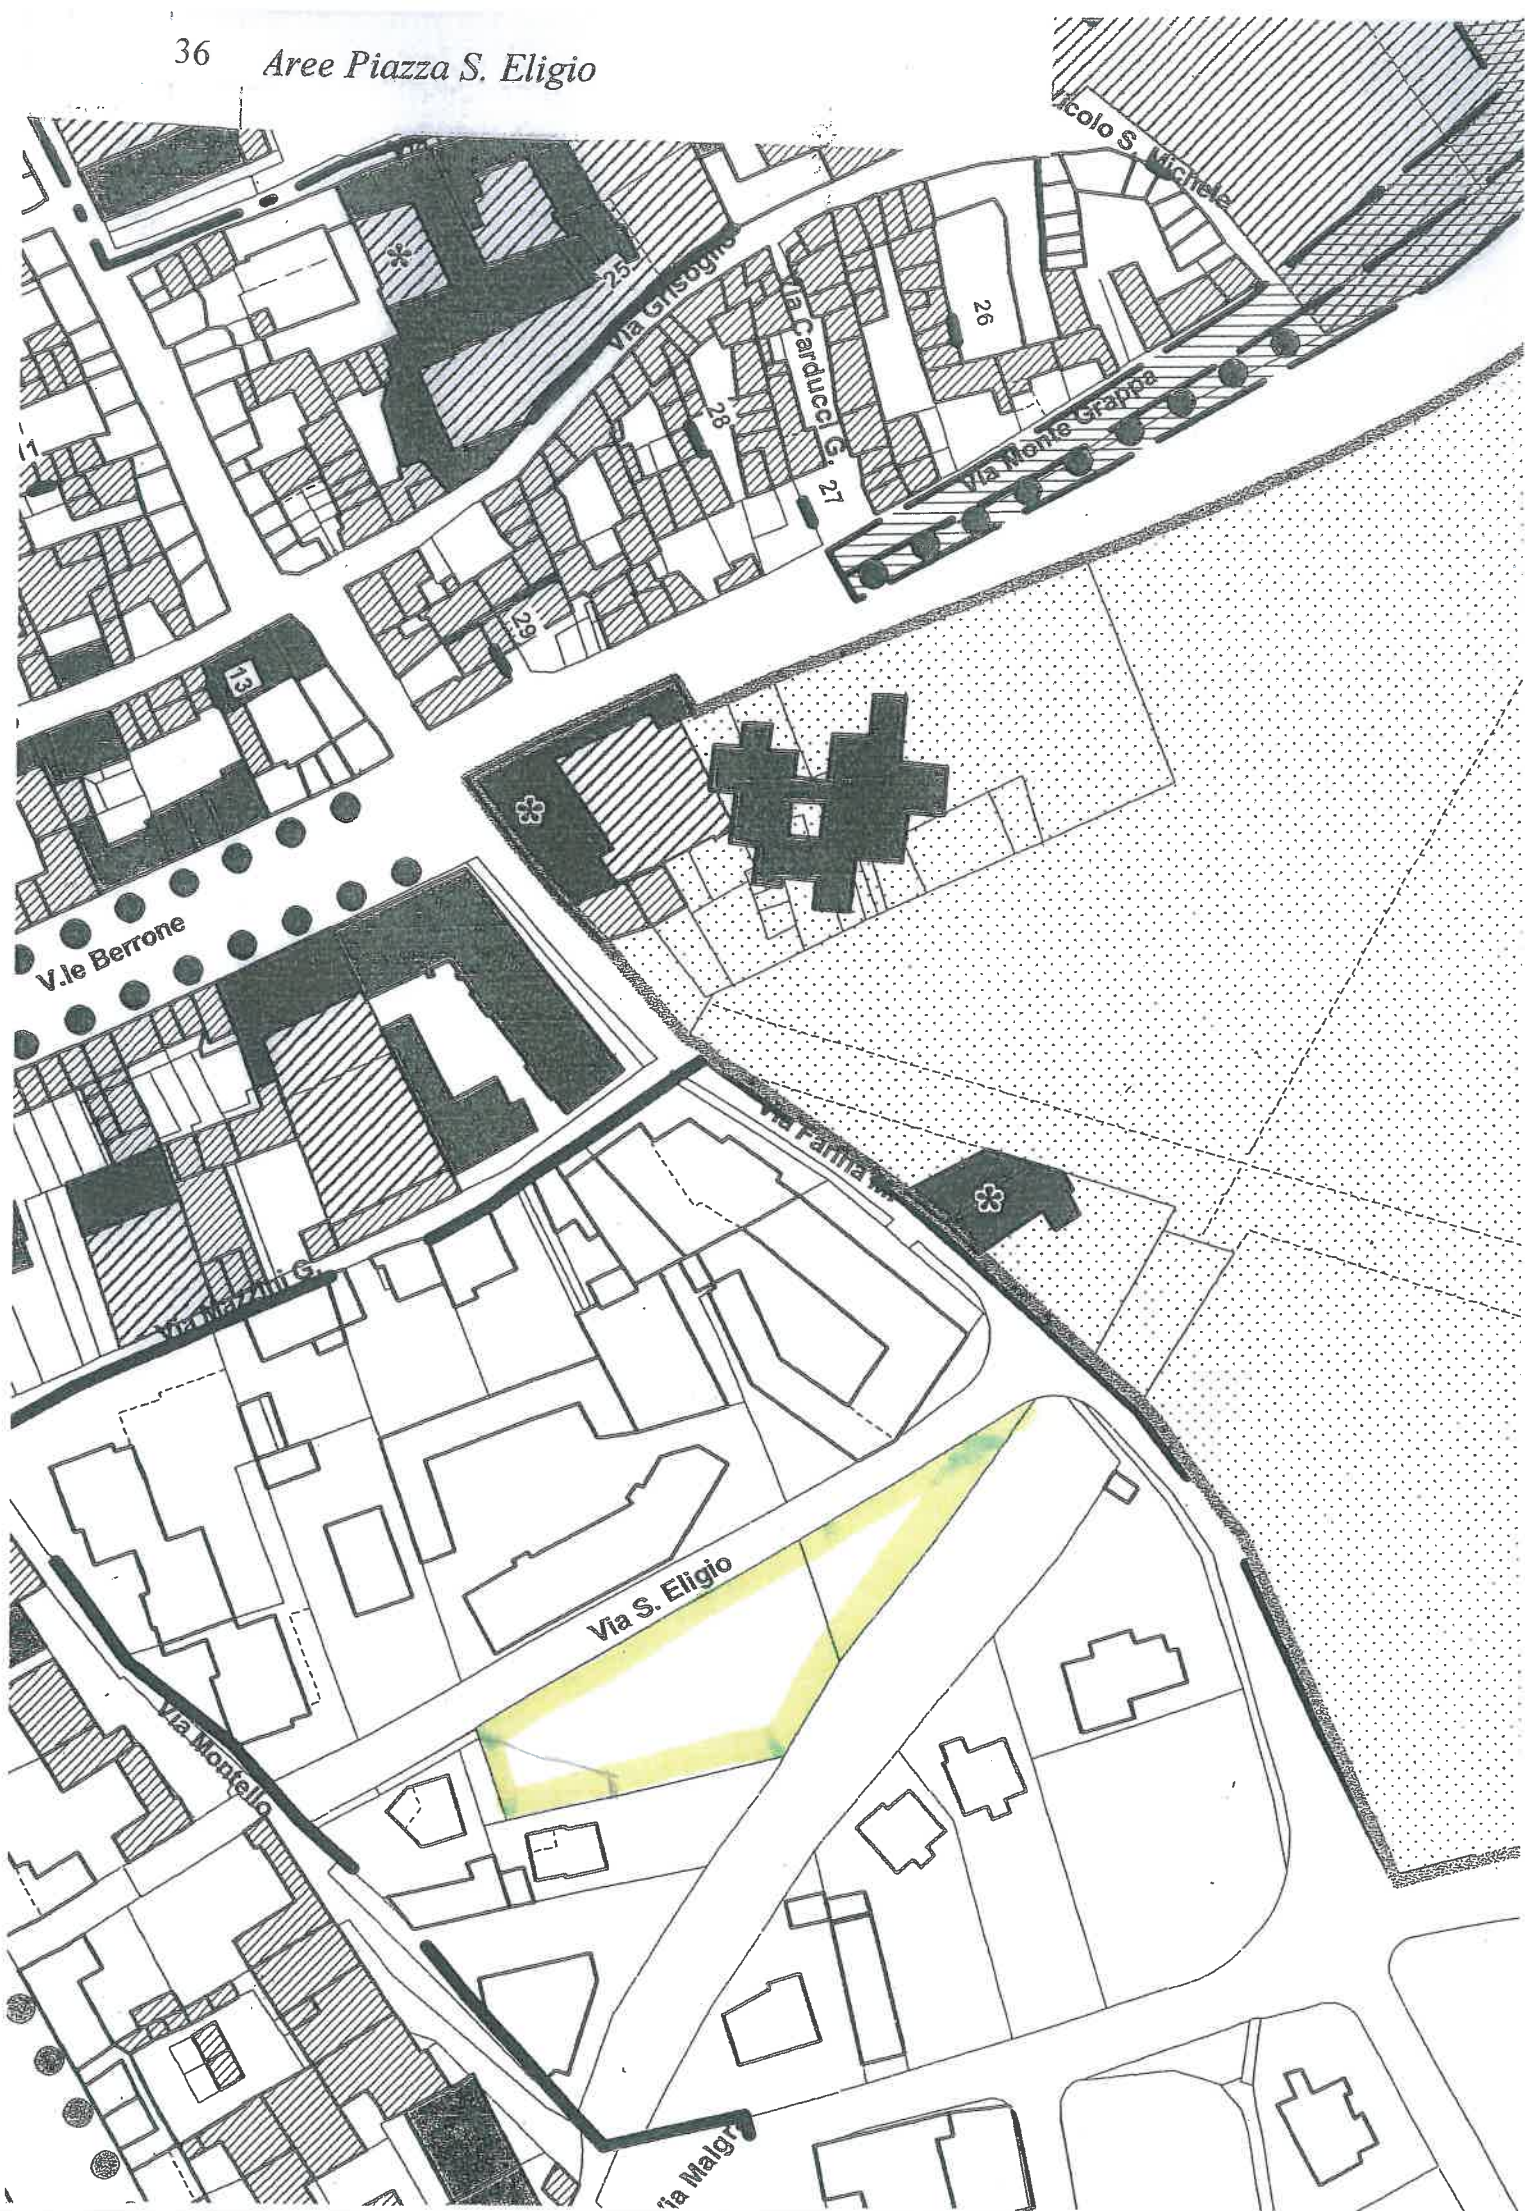 36 Aree Piazza S. Eligio
Michele
25
Via Grisoglio
Via Carducci G.
26
28
27
Via Monte Grappa
29
11
13
V.le Berrone
Via Farina
Via Mazzini G.
Via S. Eligio
Via Montello